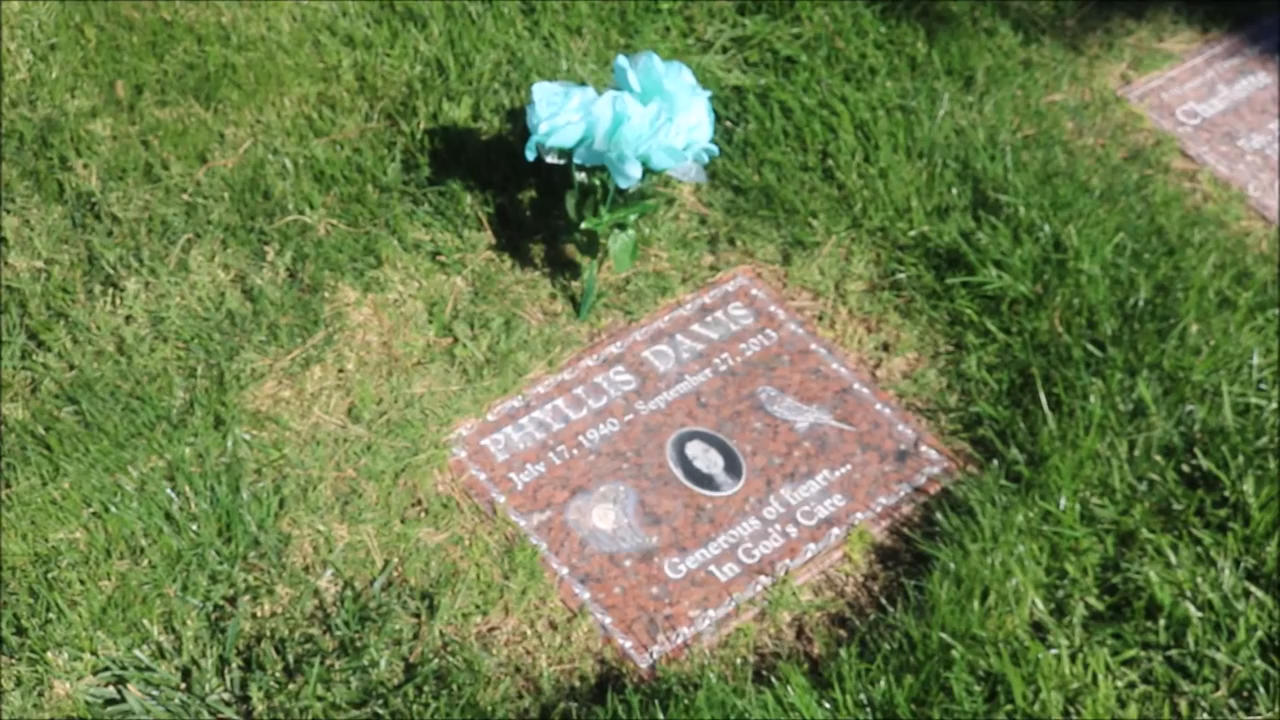 PHYLLIS DAVIS
July 17, 1940 – September 27, 2013
Generous of heart...
In God's Care